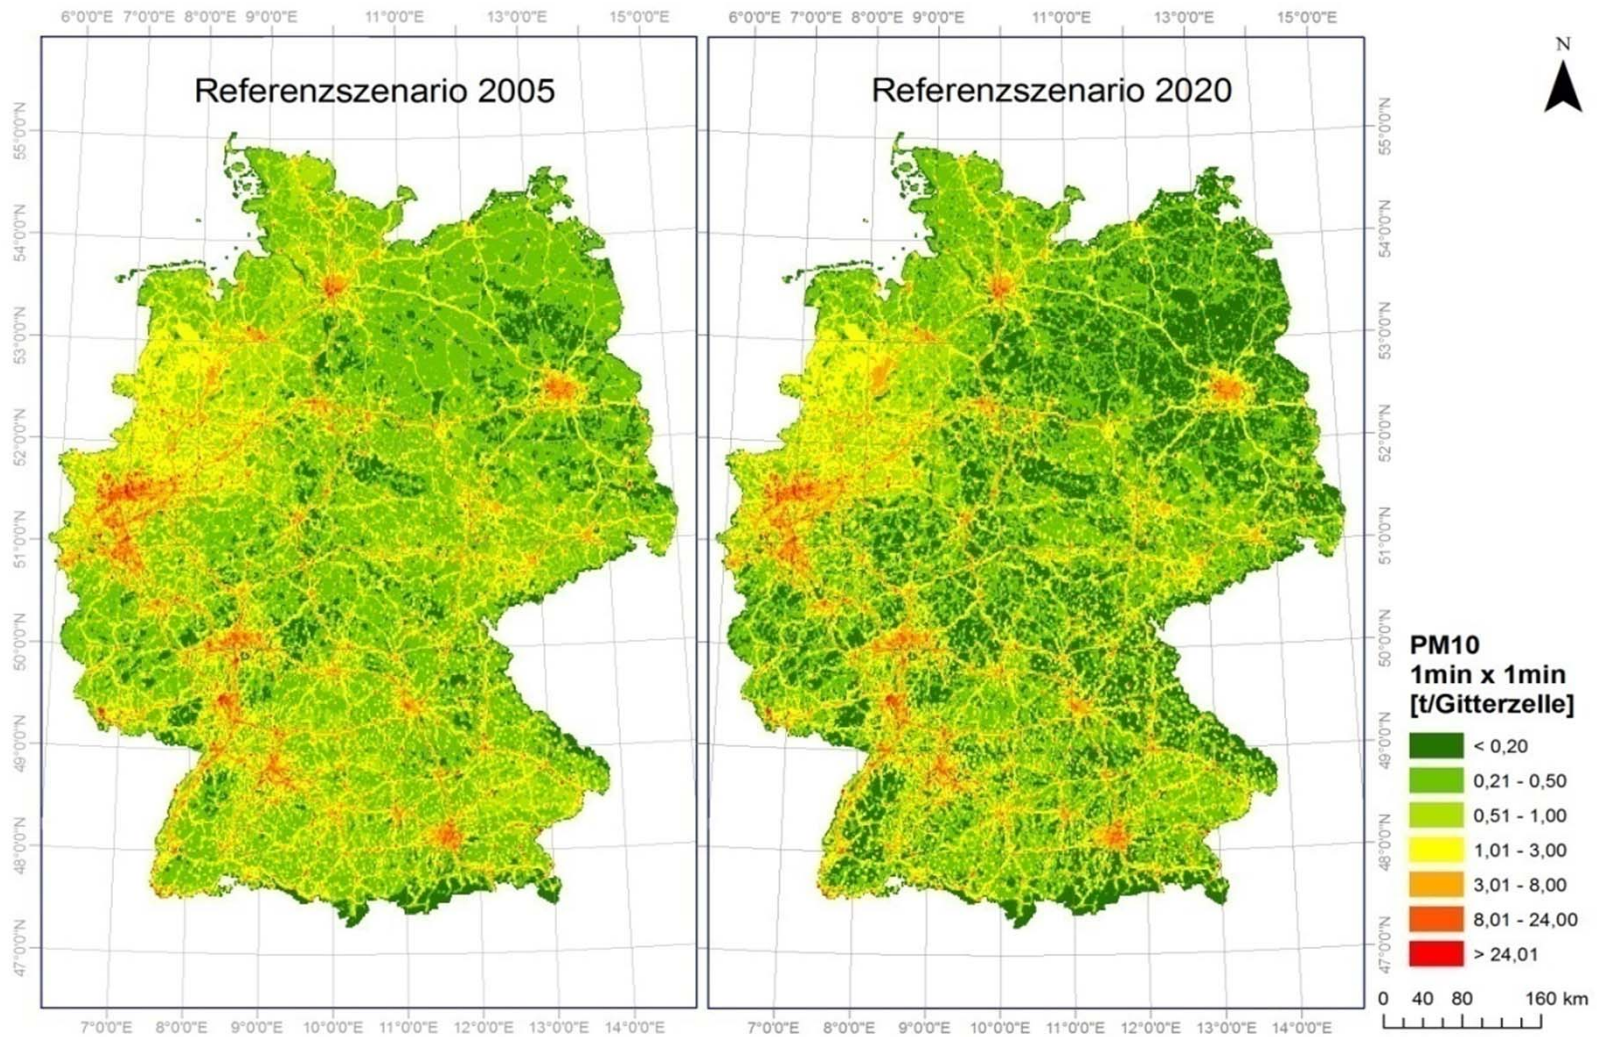 6°0'0"E 7°0'0"E 8°0'0"E 9°0'0"E 11°0'0"E 13°0'0"E 15°0'0"E
6°0'0"E 7°0'0"E 8°0'0"E 9°0'0"E 11°0'0"E 13°0'0"E 15°0'0"E
N
Referenzszenario 2005
Referenzszenario 2020
55°0'0"N
54°0'0"N
53°0'0"N
52°0'0"N
51°0'0"N
50°0'0"N
49°0'0"N
48°0'0"N
47°0'0"N
55°0'0"N
54°0'0"N
53°0'0"N
52°0'0"N
51°0'0"N
50°0'0"N
49°0'0"N
48°0'0"N
47°0'0"N
PM10
1min x 1min
[t/Gitterzelle]
< 0,20
0,21 - 0,50
0,51 - 1,00
1,01 - 3,00
3,01 - 8,00
8,01 - 24,00
> 24,01
0 40 80 160 km
7°0'0"E 8°0'0"E 9°0'0"E 10°0'0"E 11°0'0"E 12°0'0"E 13°0'0"E 14°0'0"E
7°0'0"E 8°0'0"E 9°0'0"E 10°0'0"E 11°0'0"E 12°0'0"E 13°0'0"E 14°0'0"E